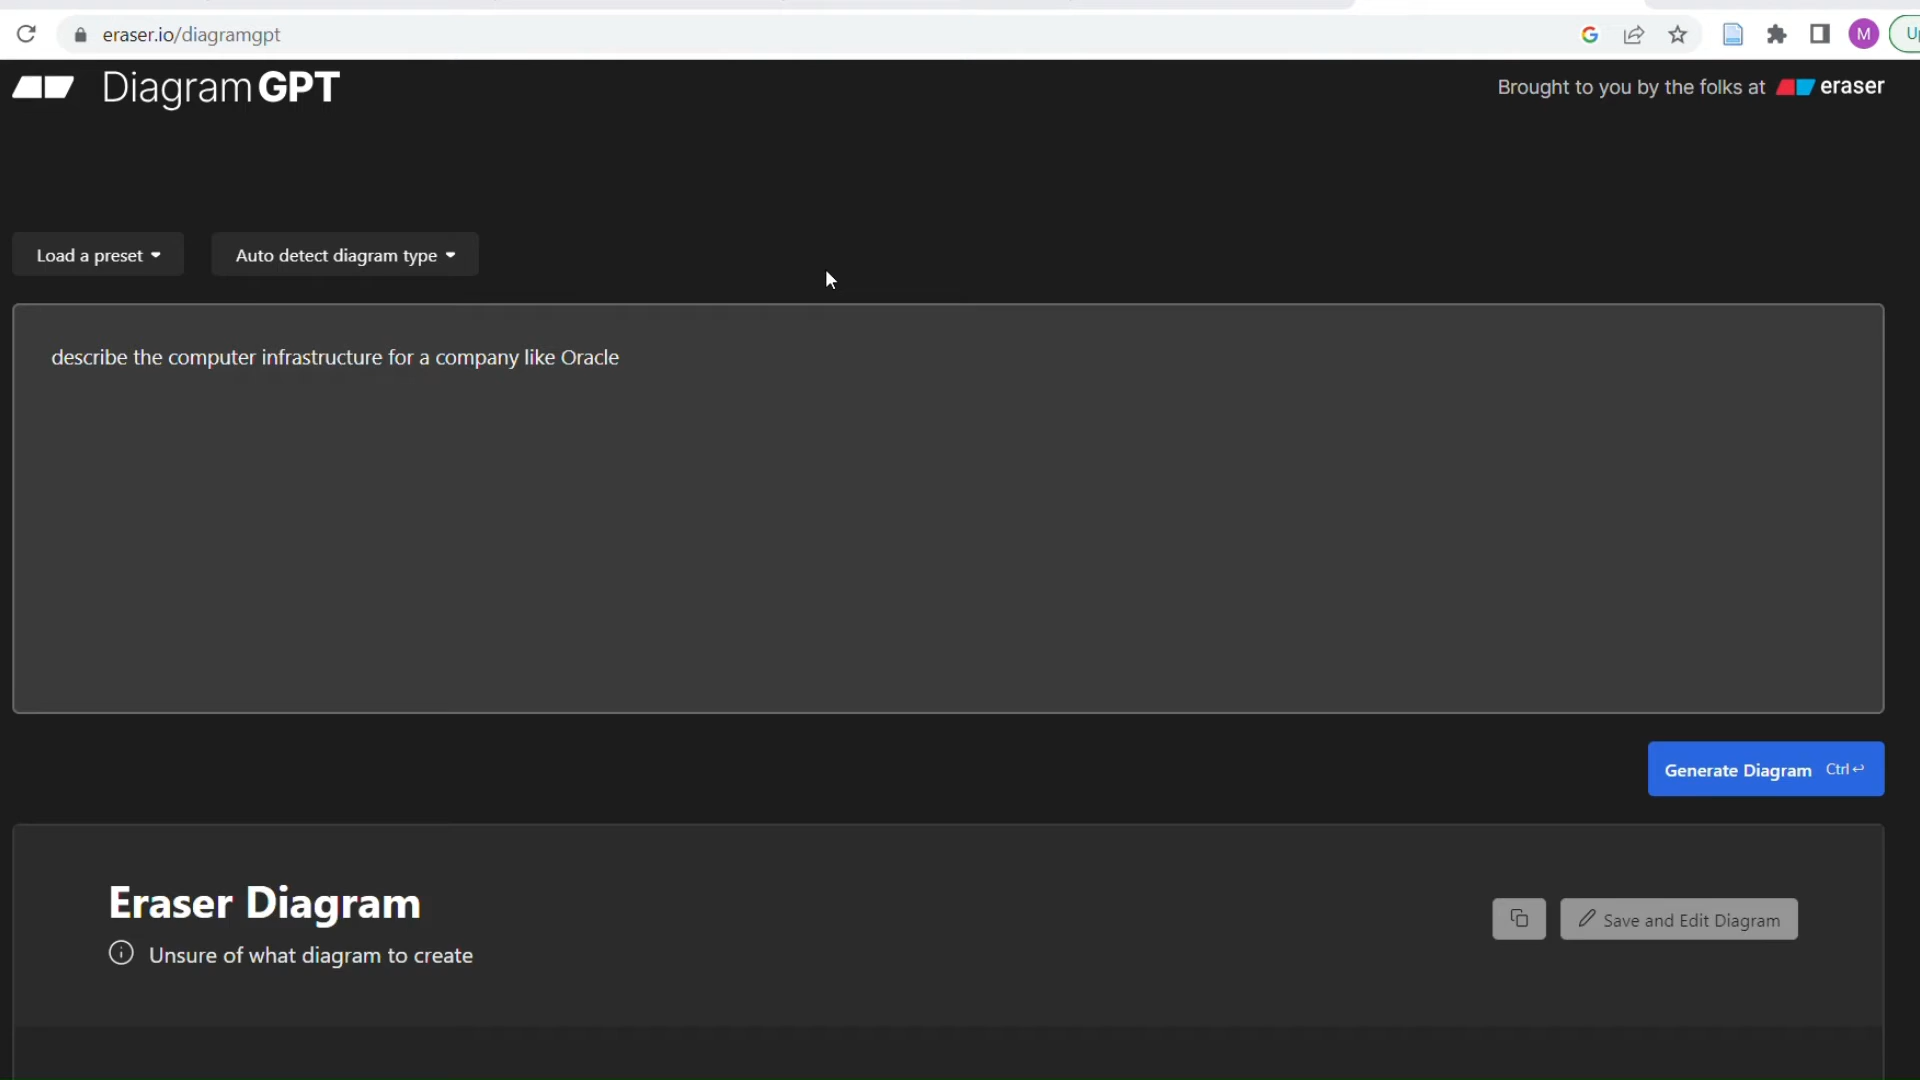 eraser.io/diagramgpt
M
Up
DiagramGPT
Brought to you by the folks at eraser
Load a preset
Auto detect diagram type
describe the computer infrastructure for a company like Oracle
Generate Diagram Ctrl↩
Eraser Diagram
Save and Edit Diagram
Unsure of what diagram to create